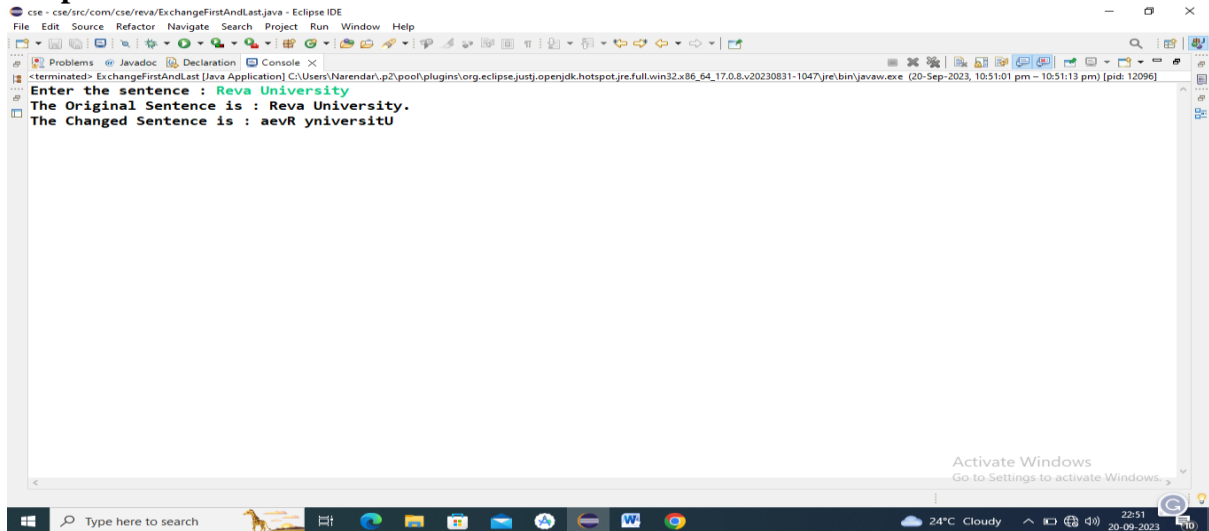 cse - cse/src/com/cse/reva/ExchangeFirstAndLast.java - Eclipse IDE
File Edit Source Refactor Navigate Search Project Run Window Help
Problems @ Javadoc Declaration Console
<terminated> ExchangeFirstAndLast [Java Application] C:\Users\Narendar\.p2\pool\plugins\org.eclipse.justj.openjdk.hotspot.jre.full.win32.x86_64_17.0.8.v20230831-1047\jre\bin\javaw.exe (20-Sep-2023, 10:51:01 pm – 10:51:13 pm) [pid: 12096]
Enter the sentence : Reva University
The Original Sentence is : Reva University.
The Changed Sentence is : aevR yniversitU
Activate Windows
Go to Settings to activate Windows.
Type here to search
24°C Cloudy
22:51
20-09-2023